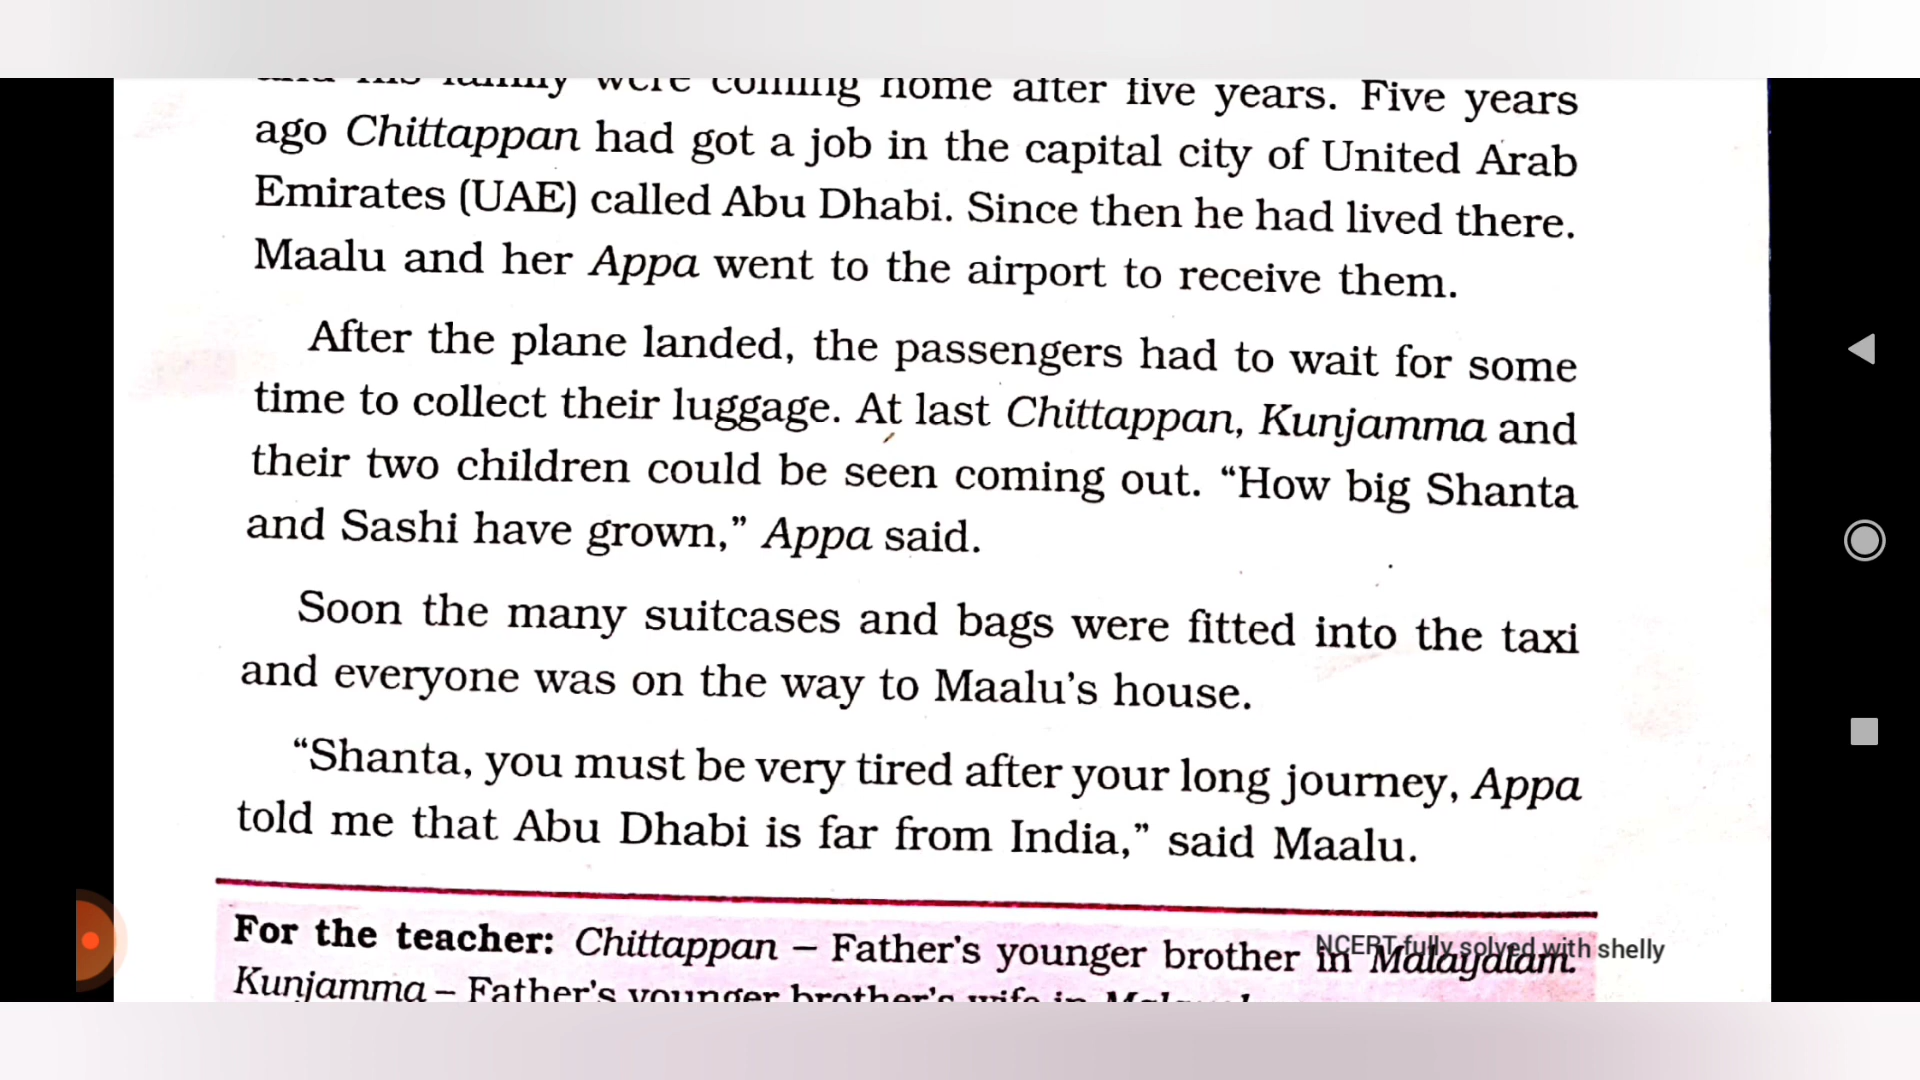 and his family were coming home after five years. Five years
ago Chittappan had got a job in the capital city of United Arab
Emirates (UAE) called Abu Dhabi. Since then he had lived there.
Maalu and her Appa went to the airport to receive them.
After the plane landed, the passengers had to wait for some
time to collect their luggage. At last Chittappan, Kunjamma and
their two children could be seen coming out. “How big Shanta
and Sashi have grown,” Appa said.
Soon the many suitcases and bags were fitted into the taxi
and everyone was on the way to Maalu’s house.
“Shanta, you must be very tired after your long journey, Appa
told me that Abu Dhabi is far from India,” said Maalu.
For the teacher: Chittappan – Father’s younger brother in Malayalam.
NCERT fully solved with shelly
Kunjamma – Father’s younger brother’s wife in